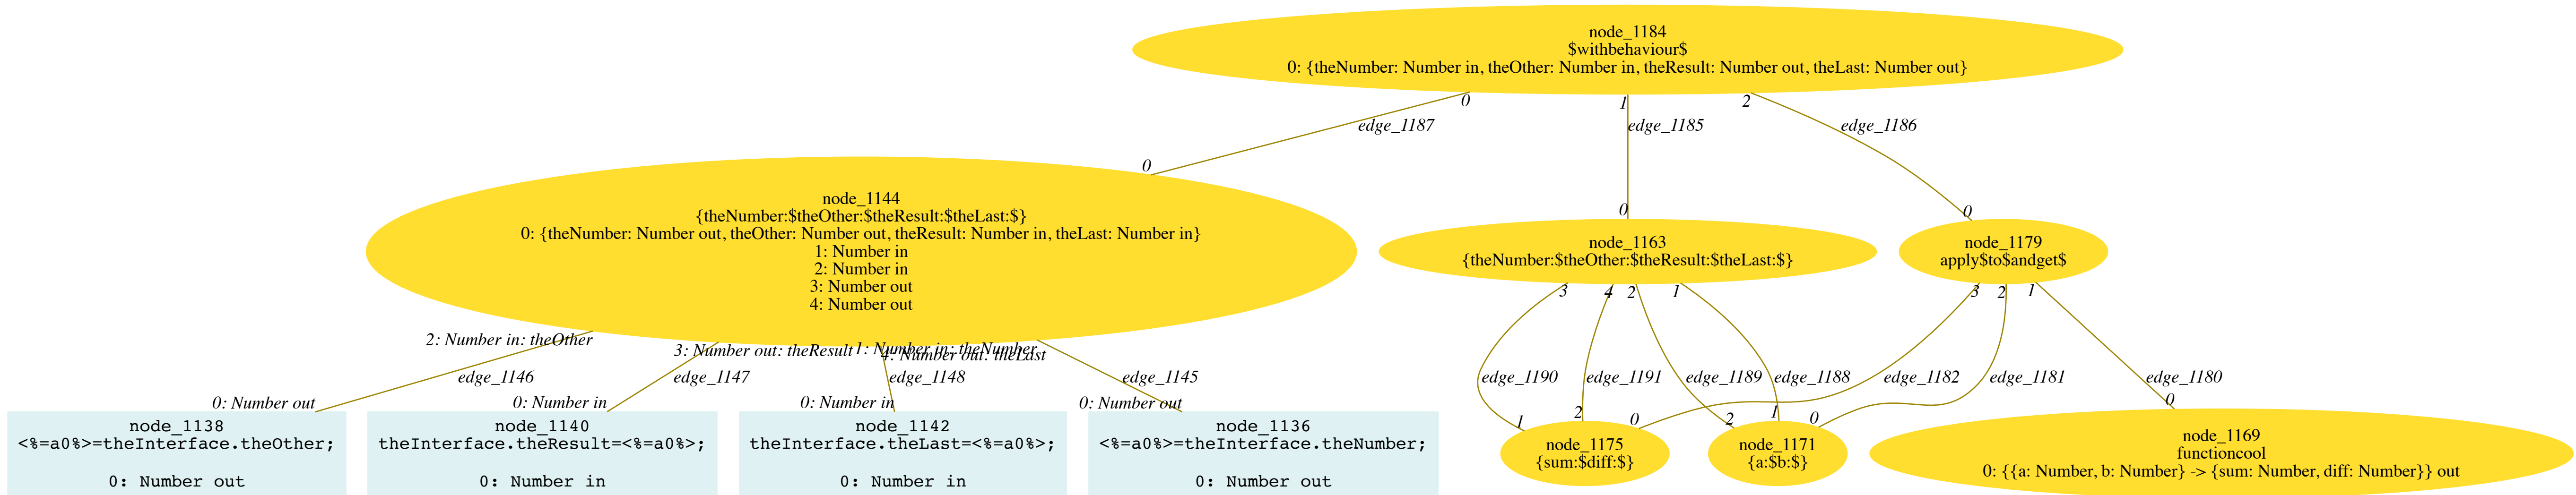 node_1184
$withbehaviour$
0: {theNumber: Number in, theOther: Number in, theResult: Number out, theLast: Number out}
0
1
2
edge_1187
edge_1185
edge_1186
0
0
0
node_1144
{theNumber:$theOther:$theResult:$theLast:$}
0: {theNumber: Number out, theOther: Number out, theResult: Number in, theLast: Number in}
1: Number in
2: Number in
3: Number out
4: Number out
node_1163
{theNumber:$theOther:$theResult:$theLast:$}
node_1179
apply$to$andget$
3
4
2
1
3
2
1
2: Number in: theOther
3: Number out: theResult
1: Number in: theNumber
4: Number out: theLast
edge_1146
edge_1147
edge_1148
edge_1145
edge_1190
edge_1191
edge_1189
edge_1188
edge_1182
edge_1181
edge_1180
0: Number out
0: Number in
0: Number in
0: Number out
1
2
0
2
1
0
0
node_1138
<%=a0%>=theInterface.theOther;
0: Number out
node_1140
theInterface.theResult=<%=a0%>;
0: Number in
node_1142
theInterface.theLast=<%=a0%>;
0: Number in
node_1136
<%=a0%>=theInterface.theNumber;
0: Number out
node_1175
{sum:$diff:$}
node_1171
{a:$b:$}
node_1169
functioncool
0: {{a: Number, b: Number} -> {sum: Number, diff: Number}} out